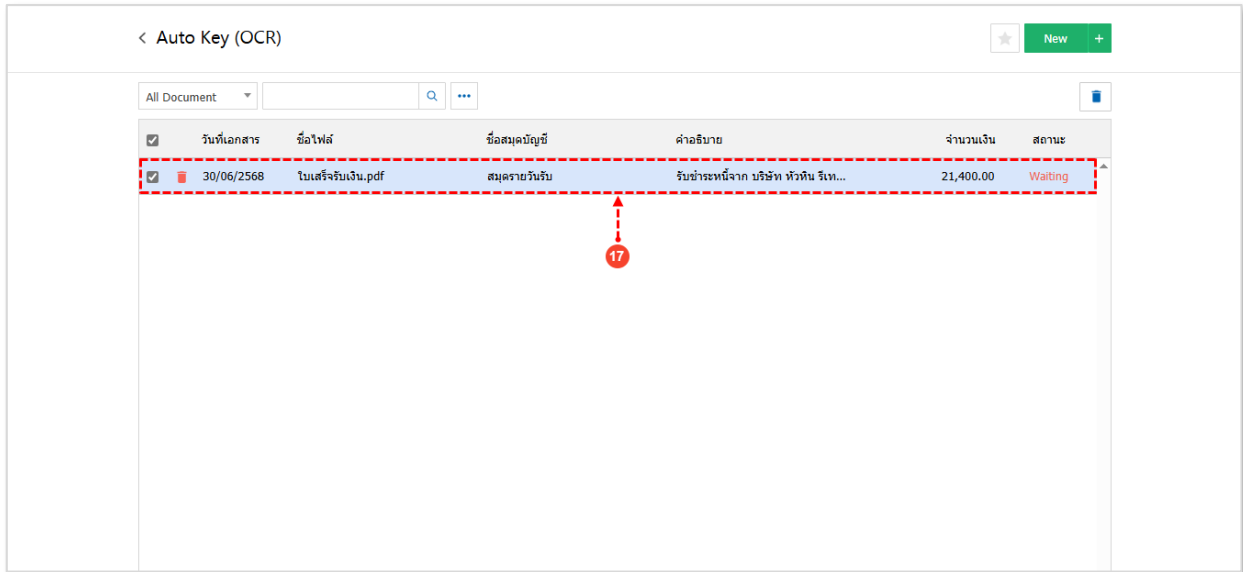 Auto Key (OCR)
New +
All Document
วันที่เอกสาร ชื่อไฟล์ ชื่อสมุดบัญชี คำอธิบาย จำนวนเงิน สถานะ
30/06/2568 ใบเสร็จรับเงิน.pdf สมุดรายวันรับ รับชำระหนี้จาก บริษัท หัวหิน รีเท... 21,400.00 Waiting
17